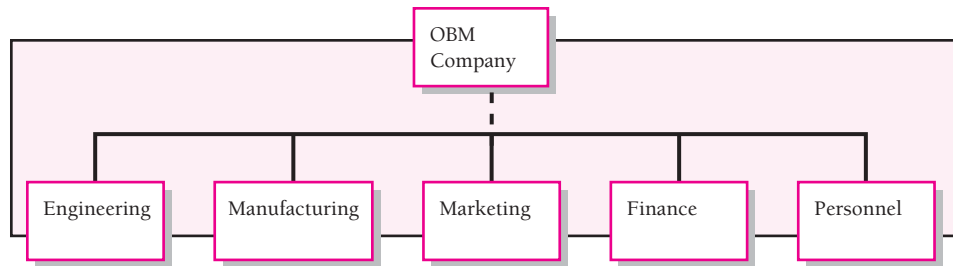 OBM
Company
Engineering
Manufacturing
Marketing
Finance
Personnel